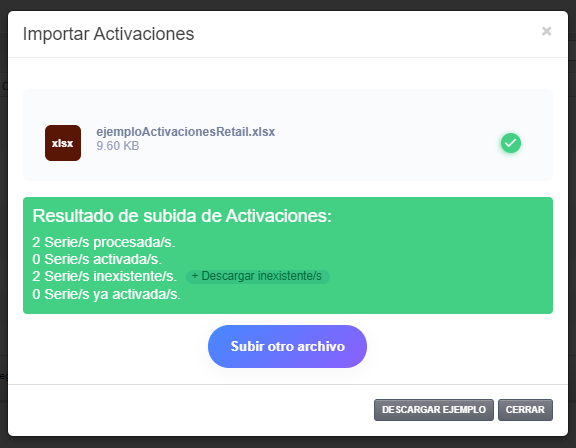 Importar Activaciones
×
xlsx
ejemploActivacionesRetail.xlsx
9.60 KB
Resultado de subida de Activaciones:
2 Serie/s procesada/s.
0 Serie/s activada/s.
2 Serie/s inexistente/s. + Descargar inexistente/s
0 Serie/s ya activada/s.
Subir otro archivo
DESCARGAR EJEMPLO CERRAR